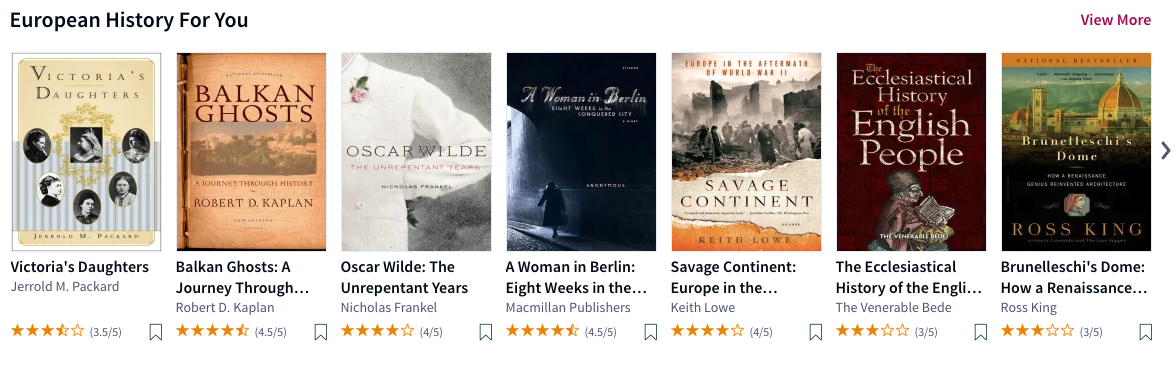 European History For You
View More
VICTORIA'S
DAUGHTERS
JERROLD M. PACKARD
NATIONAL BESTSELLER
BALKAN
GHOSTS
A JOURNEY THROUGH HISTORY
ROBERT D. KAPLAN
NEW EDITION
PICADOR
OSCAR WILDE
THE UNREPENTANT YEARS
NICHOLAS FRANKEL
PICADOR
A Woman in Berlin
EIGHT WEEKS in the
CONQUERED CITY
A DIARY
ANONYMOUS
EUROPE IN THE AFTERMATH
OF WORLD WAR II
SAVAGE
CONTINENT
PICADOR
KEITH LOWE
The
Ecclesiastical
History
of the
English
People
THE VENERABLE BEDE
NATIONAL BESTSELLER
Brunelleschi's
Dome
HOW A RENAISSANCE
GENIUS REINVENTED ARCHITECTURE
ROSS KING
Victoria's Daughters
Jerrold M. Packard
(3.5/5)
Balkan Ghosts: A
Journey Through...
Robert D. Kaplan
(4.5/5)
Oscar Wilde: The
Unrepentant Years
Nicholas Frankel
(4/5)
A Woman in Berlin:
Eight Weeks in the...
Macmillan Publishers
(4.5/5)
Savage Continent:
Europe in the...
Keith Lowe
(4/5)
The Ecclesiastical
History of the Engli...
The Venerable Bede
(3/5)
Brunelleschi's Dome:
How a Renaissance...
Ross King
(3/5)